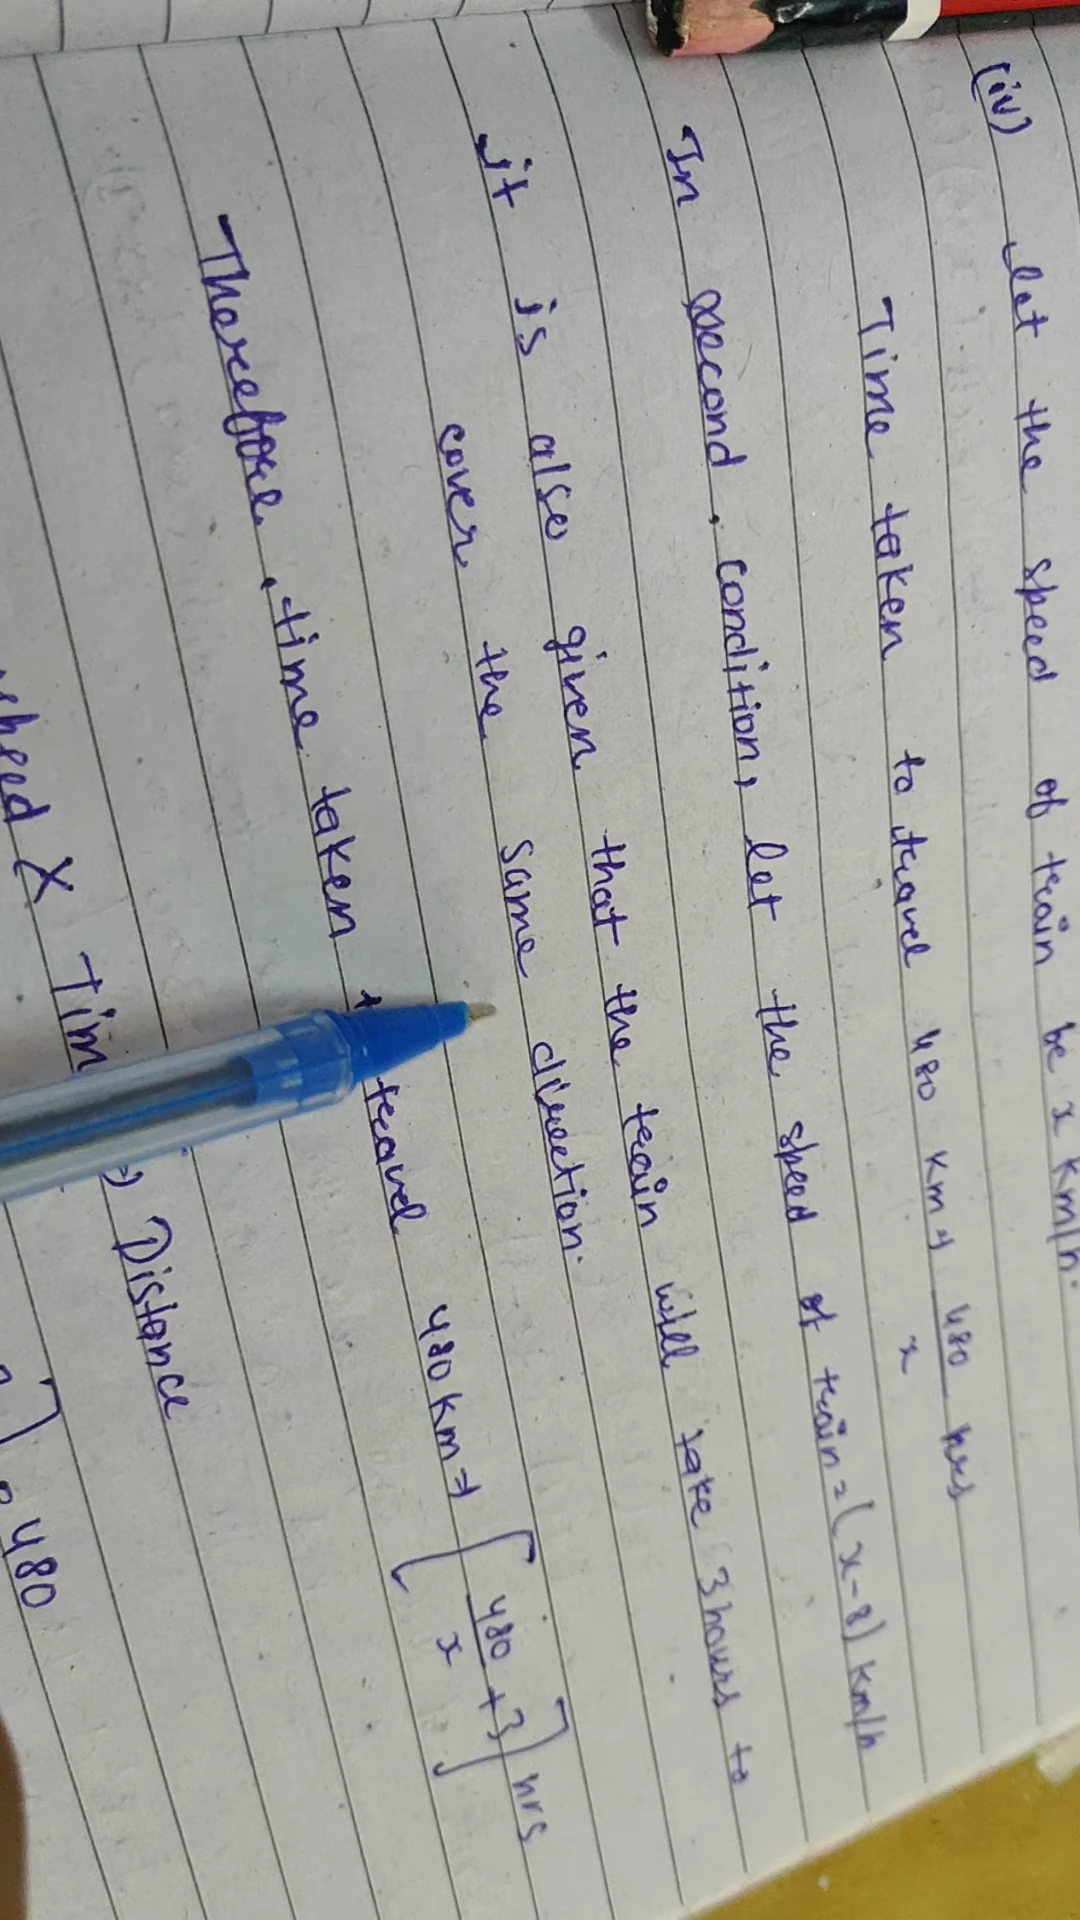 (iv) let the speed of train be x km/h.
Time taken to travel 480 km ⇒ 480/x hrs
In second condition, let the speed of train = (x-8) km/h
it is also given that the train will take 3 hours to
cover the same direction.
Therefore, time taken travel 480 km ⇒ [480/x + 3] hrs
Distance
] = 480